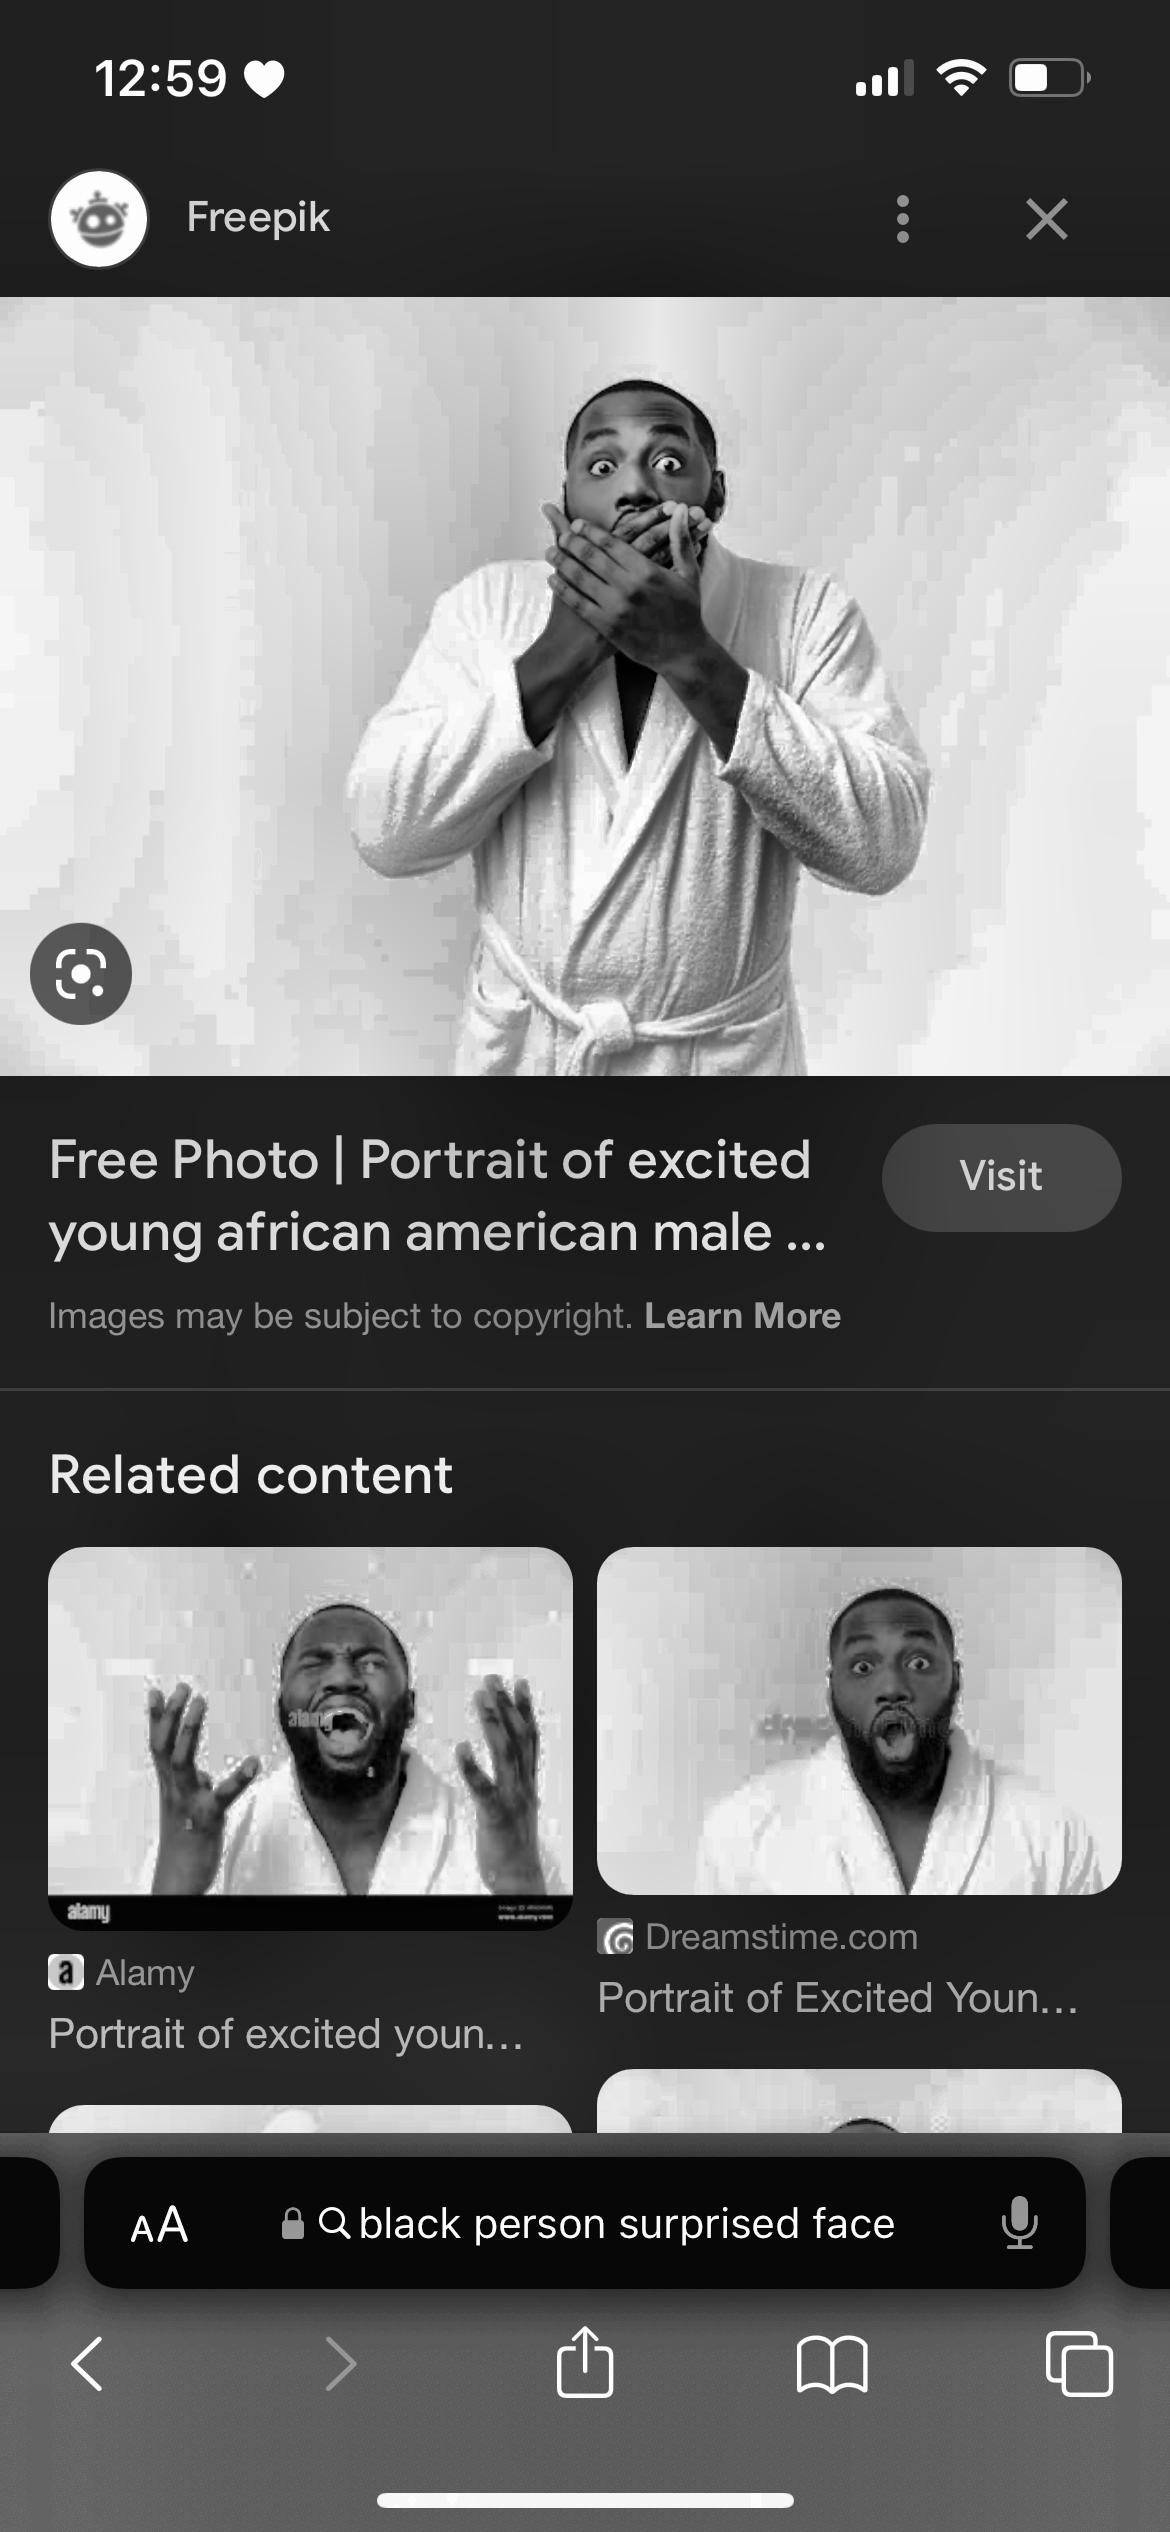 12:59
Freepik
Free Photo | Portrait of excited
young african american male ...
Visit
Images may be subject to copyright. Learn More
Related content
alamy
alamy
a Alamy
Portrait of excited youn...
Dreamstime.com
Portrait of Excited Youn...
AA black person surprised face